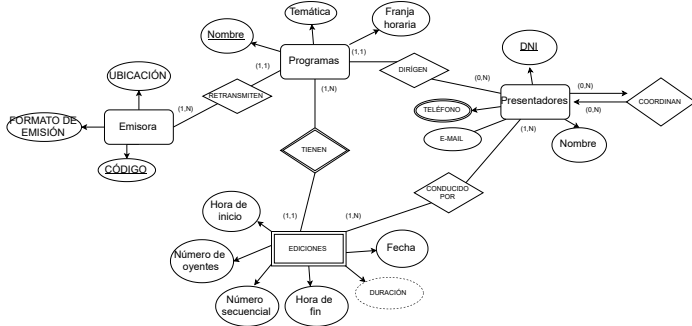 Temática
Franja
horaria
Nombre
(1,1)
Programas
(1,1)
DNI
UBICACIÓN
(1,1)
DIRÍGEN
RETRANSMITEN
(1,N)
(0,N)
(0,N)
Presentadores
(0,N)
COORDINAN
FORMATO DE
EMISIÓN
Emisora
(1,N)
TELÉFONO
(1,N)
E-MAIL
Nombre
TIENEN
CÓDIGO
CONDUCIDO
POR
Hora de
inicio
(1,1)
(1,N)
Número de
oyentes
EDICIONES
Fecha
Número
secuencial
Hora de
fin
DURACIÓN